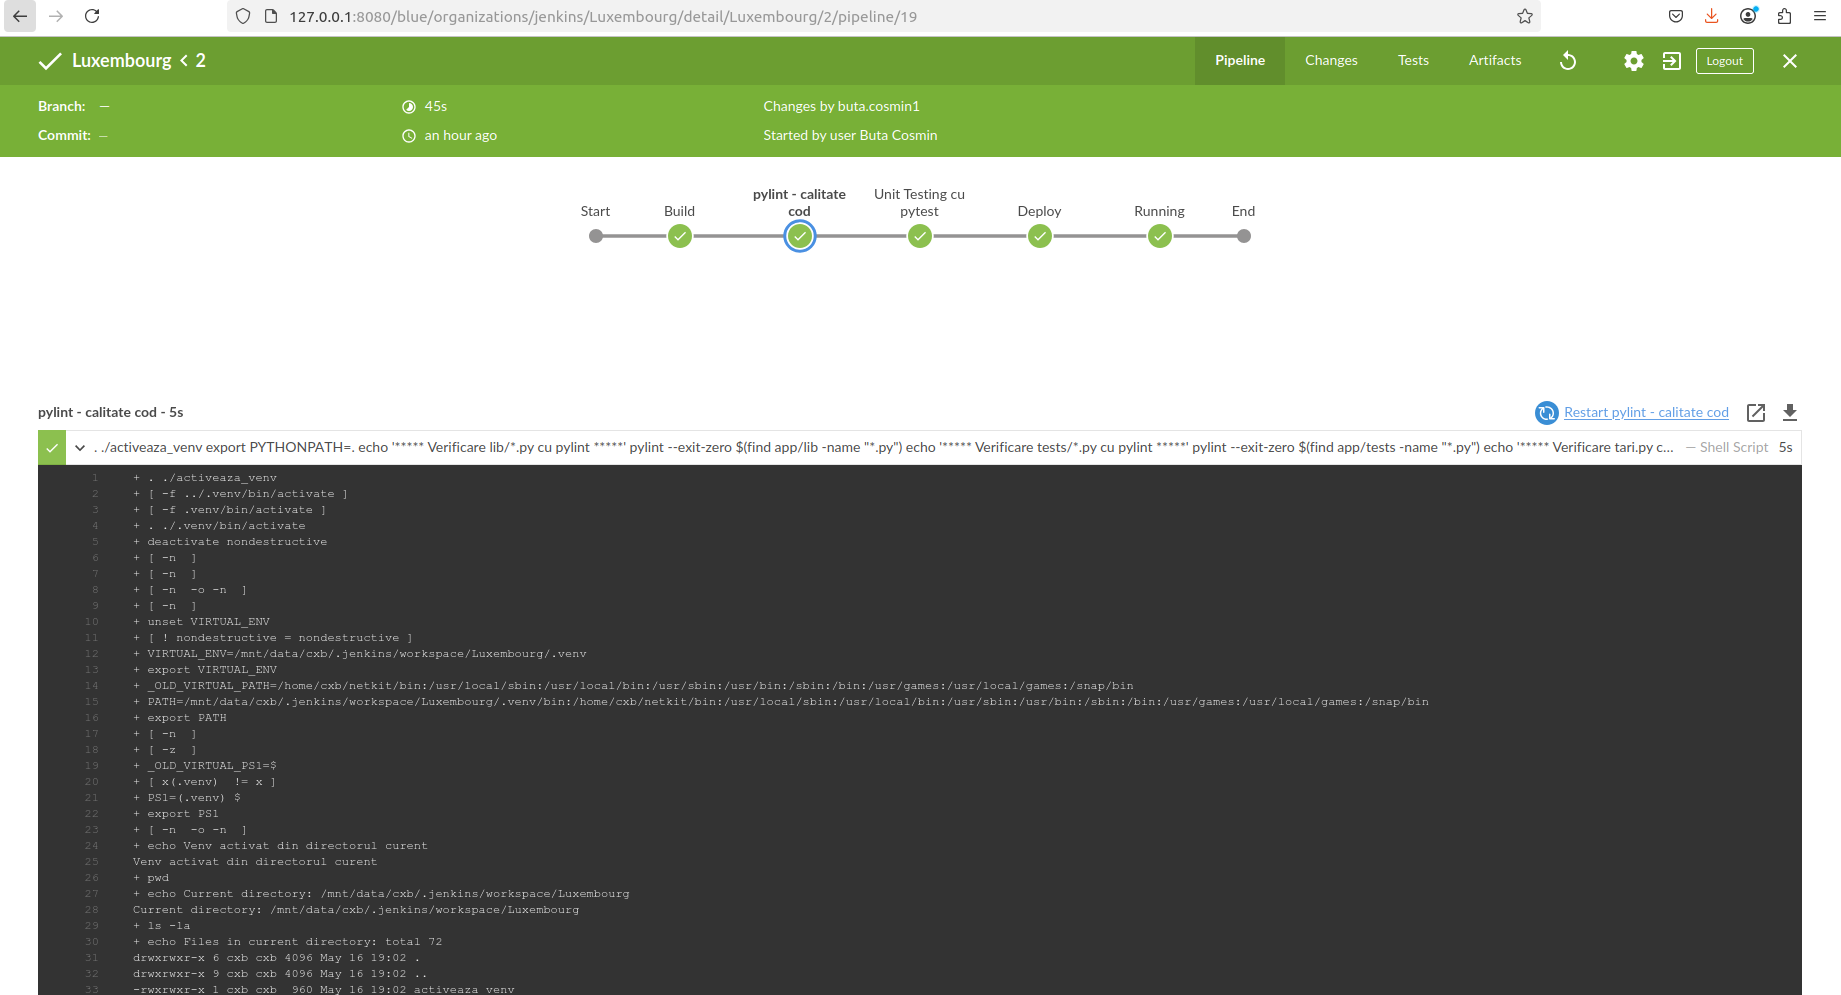 127.0.0.1:8080/blue/organizations/jenkins/Luxembourg/detail/Luxembourg/2/pipeline/19
Luxembourg < 2
Pipeline
Changes
Tests
Artifacts
Logout
Branch: —
45s
Changes by buta.cosmin1
Commit: –
an hour ago
Started by user Buta Cosmin
Start
Build
pylint - calitate
cod
Unit Testing cu
pytest
Deploy
Running
End
pylint - calitate cod - 5s
Restart pylint - calitate cod
. ./activeaza_venv export PYTHONPATH=. echo '***** Verificare lib/*.py cu pylint *****' pylint --exit-zero $(find app/lib -name "*.py") echo '***** Verificare tests/*.py cu pylint *****' pylint --exit-zero $(find app/tests -name "*.py") echo '***** Verificare tari.py c... — Shell Script 5s
1 + . ./activeaza_venv
2 + [ -f ../.venv/bin/activate ]
3 + [ -f .venv/bin/activate ]
4 + . ./.venv/bin/activate
5 + deactivate nondestructive
6 + [ -n  ]
7 + [ -n  ]
8 + [ -n  -o -n  ]
9 + [ -n  ]
10 + unset VIRTUAL_ENV
11 + [ ! nondestructive = nondestructive ]
12 + VIRTUAL_ENV=/mnt/data/cxb/.jenkins/workspace/Luxembourg/.venv
13 + export VIRTUAL_ENV
14 + _OLD_VIRTUAL_PATH=/home/cxb/netkit/bin:/usr/local/sbin:/usr/local/bin:/usr/sbin:/usr/bin:/sbin:/bin:/usr/games:/usr/local/games:/snap/bin
15 + PATH=/mnt/data/cxb/.jenkins/workspace/Luxembourg/.venv/bin:/home/cxb/netkit/bin:/usr/local/sbin:/usr/local/bin:/usr/sbin:/usr/bin:/sbin:/bin:/usr/games:/usr/local/games:/snap/bin
16 + export PATH
17 + [ -n  ]
18 + [ -z  ]
19 + _OLD_VIRTUAL_PS1=$
20 + [ x(.venv)  != x ]
21 + PS1=(.venv) $
22 + export PS1
23 + [ -n  -o -n  ]
24 + echo Venv activat din directorul curent
25 Venv activat din directorul curent
26 + pwd
27 + echo Current directory: /mnt/data/cxb/.jenkins/workspace/Luxembourg
28 Current directory: /mnt/data/cxb/.jenkins/workspace/Luxembourg
29 + ls -la
30 + echo Files in current directory: total 72
31 drwxrwxr-x 6 cxb cxb 4096 May 16 19:02 .
32 drwxrwxr-x 9 cxb cxb 4096 May 16 19:02 ..
33 -rwxrwxr-x 1 cxb cxb  960 May 16 19:02 activeaza_venv